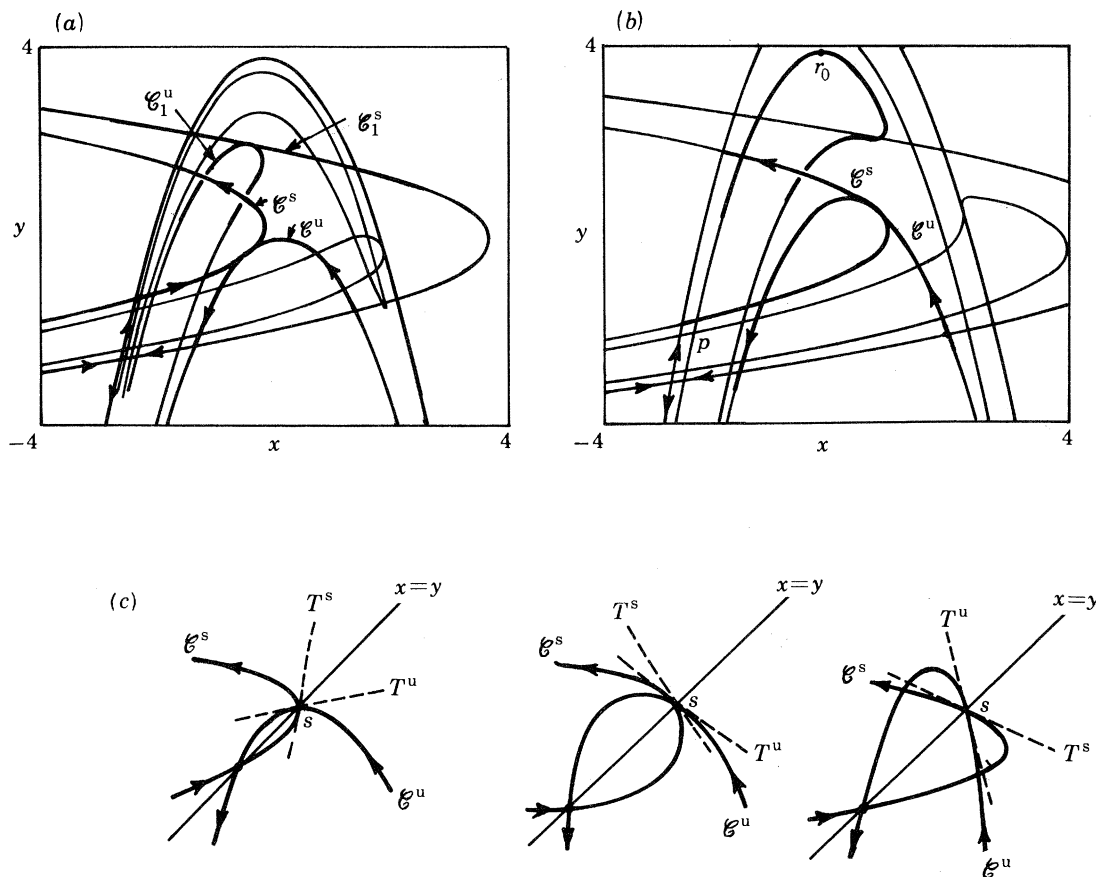 (a)
4
𝒞₁ᵘ
𝒞₁ˢ
𝒞ˢ
𝒞ᵘ
y
−4
x
4
(b)
4
r₀
𝒞ˢ
𝒞ᵘ
y
p
−4
x
4
(c)
Tˢ
x=y
𝒞ˢ
Tᵘ
s
𝒞ᵘ
x=y
Tˢ
𝒞ˢ
s
Tᵘ
𝒞ᵘ
x=y
Tᵘ
𝒞ˢ
s
Tˢ
𝒞ᵘ